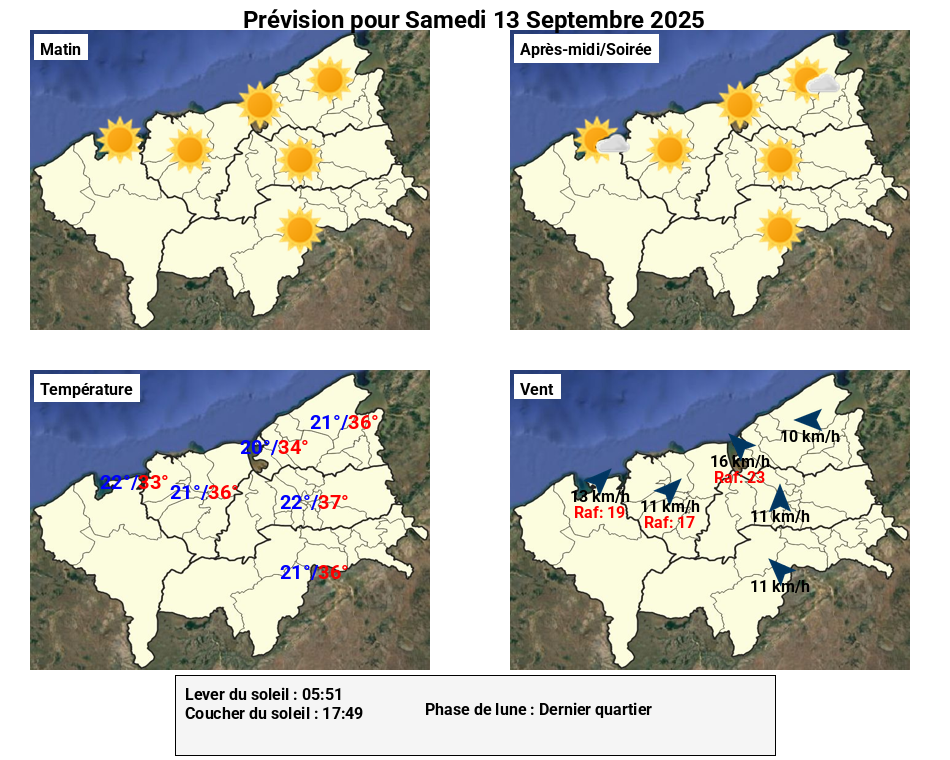 Prévision pour Samedi 13 Septembre 2025
Matin
Après-midi/Soirée
Température
21°/36°
20°/34°
22°/33°
21°/36°
22°/37°
21°/36°
Vent
10 km/h
16 km/h
Raf: 23
13 km/h
Raf: 19
11 km/h
Raf: 17
11 km/h
11 km/h
Lever du soleil : 05:51
Coucher du soleil : 17:49
Phase de lune : Dernier quartier